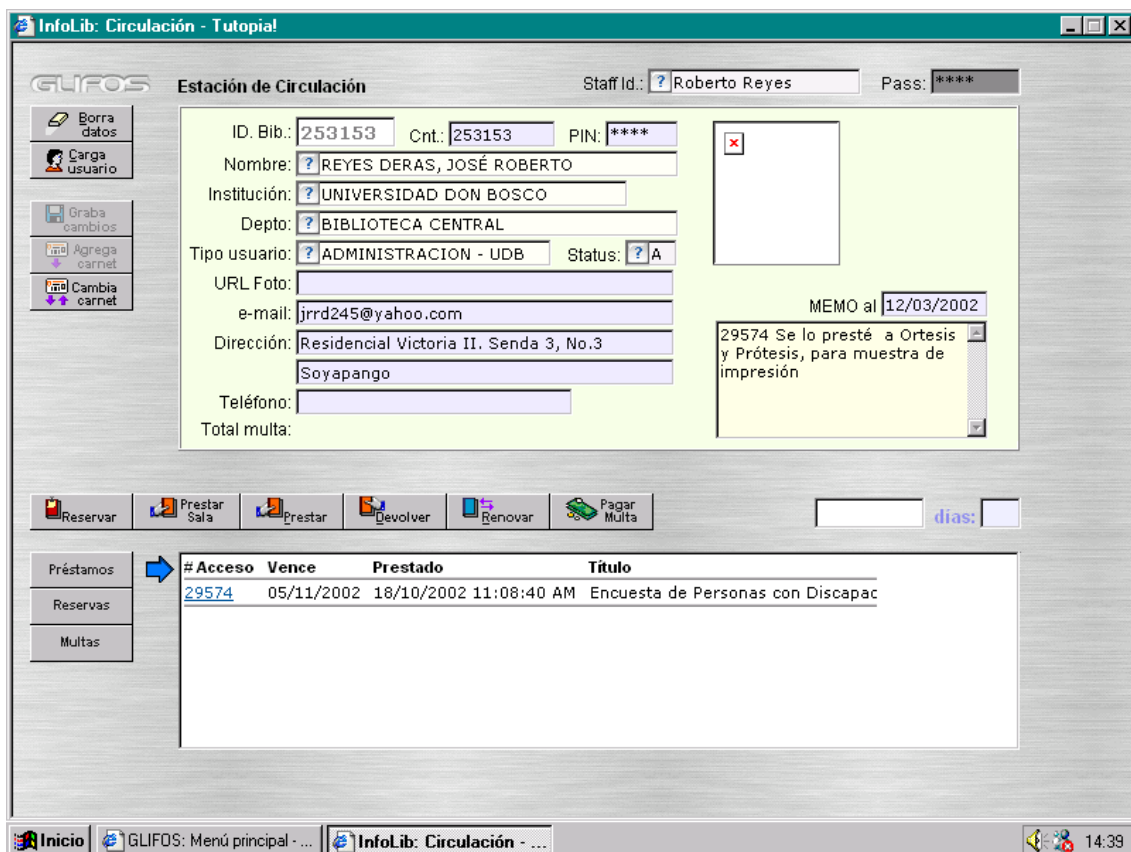 InfoLib: Circulación - Tutopia!
GLIFOS
Estación de Circulación
Staff Id.: ? Roberto Reyes
Pass: ****
Borra datos
Carga usuario
Graba cambios
Agrega carnet
Cambia carnet
ID. Bib.: 253153 Cnt.: 253153 PIN: ****
Nombre: ? REYES DERAS, JOSÉ ROBERTO
Institución: ? UNIVERSIDAD DON BOSCO
Depto: ? BIBLIOTECA CENTRAL
Tipo usuario: ? ADMINISTRACION - UDB Status: ? A
URL Foto:
e-mail: jrrd245@yahoo.com
Dirección: Residencial Victoria II. Senda 3, No.3
Soyapango
Teléfono:
Total multa:
MEMO al 12/03/2002
29574 Se lo presté a Ortesis
y Prótesis, para muestra de
impresión
Reservar
Prestar Sala
Prestar
Devolver
Renovar
Pagar Multa
días:
Préstamos
Reservas
Multas
# Acceso Vence Prestado Título
29574 05/11/2002 18/10/2002 11:08:40 AM Encuesta de Personas con Discapac
Inicio
GLIFOS: Menú principal - ...
InfoLib: Circulación - ...
14:39